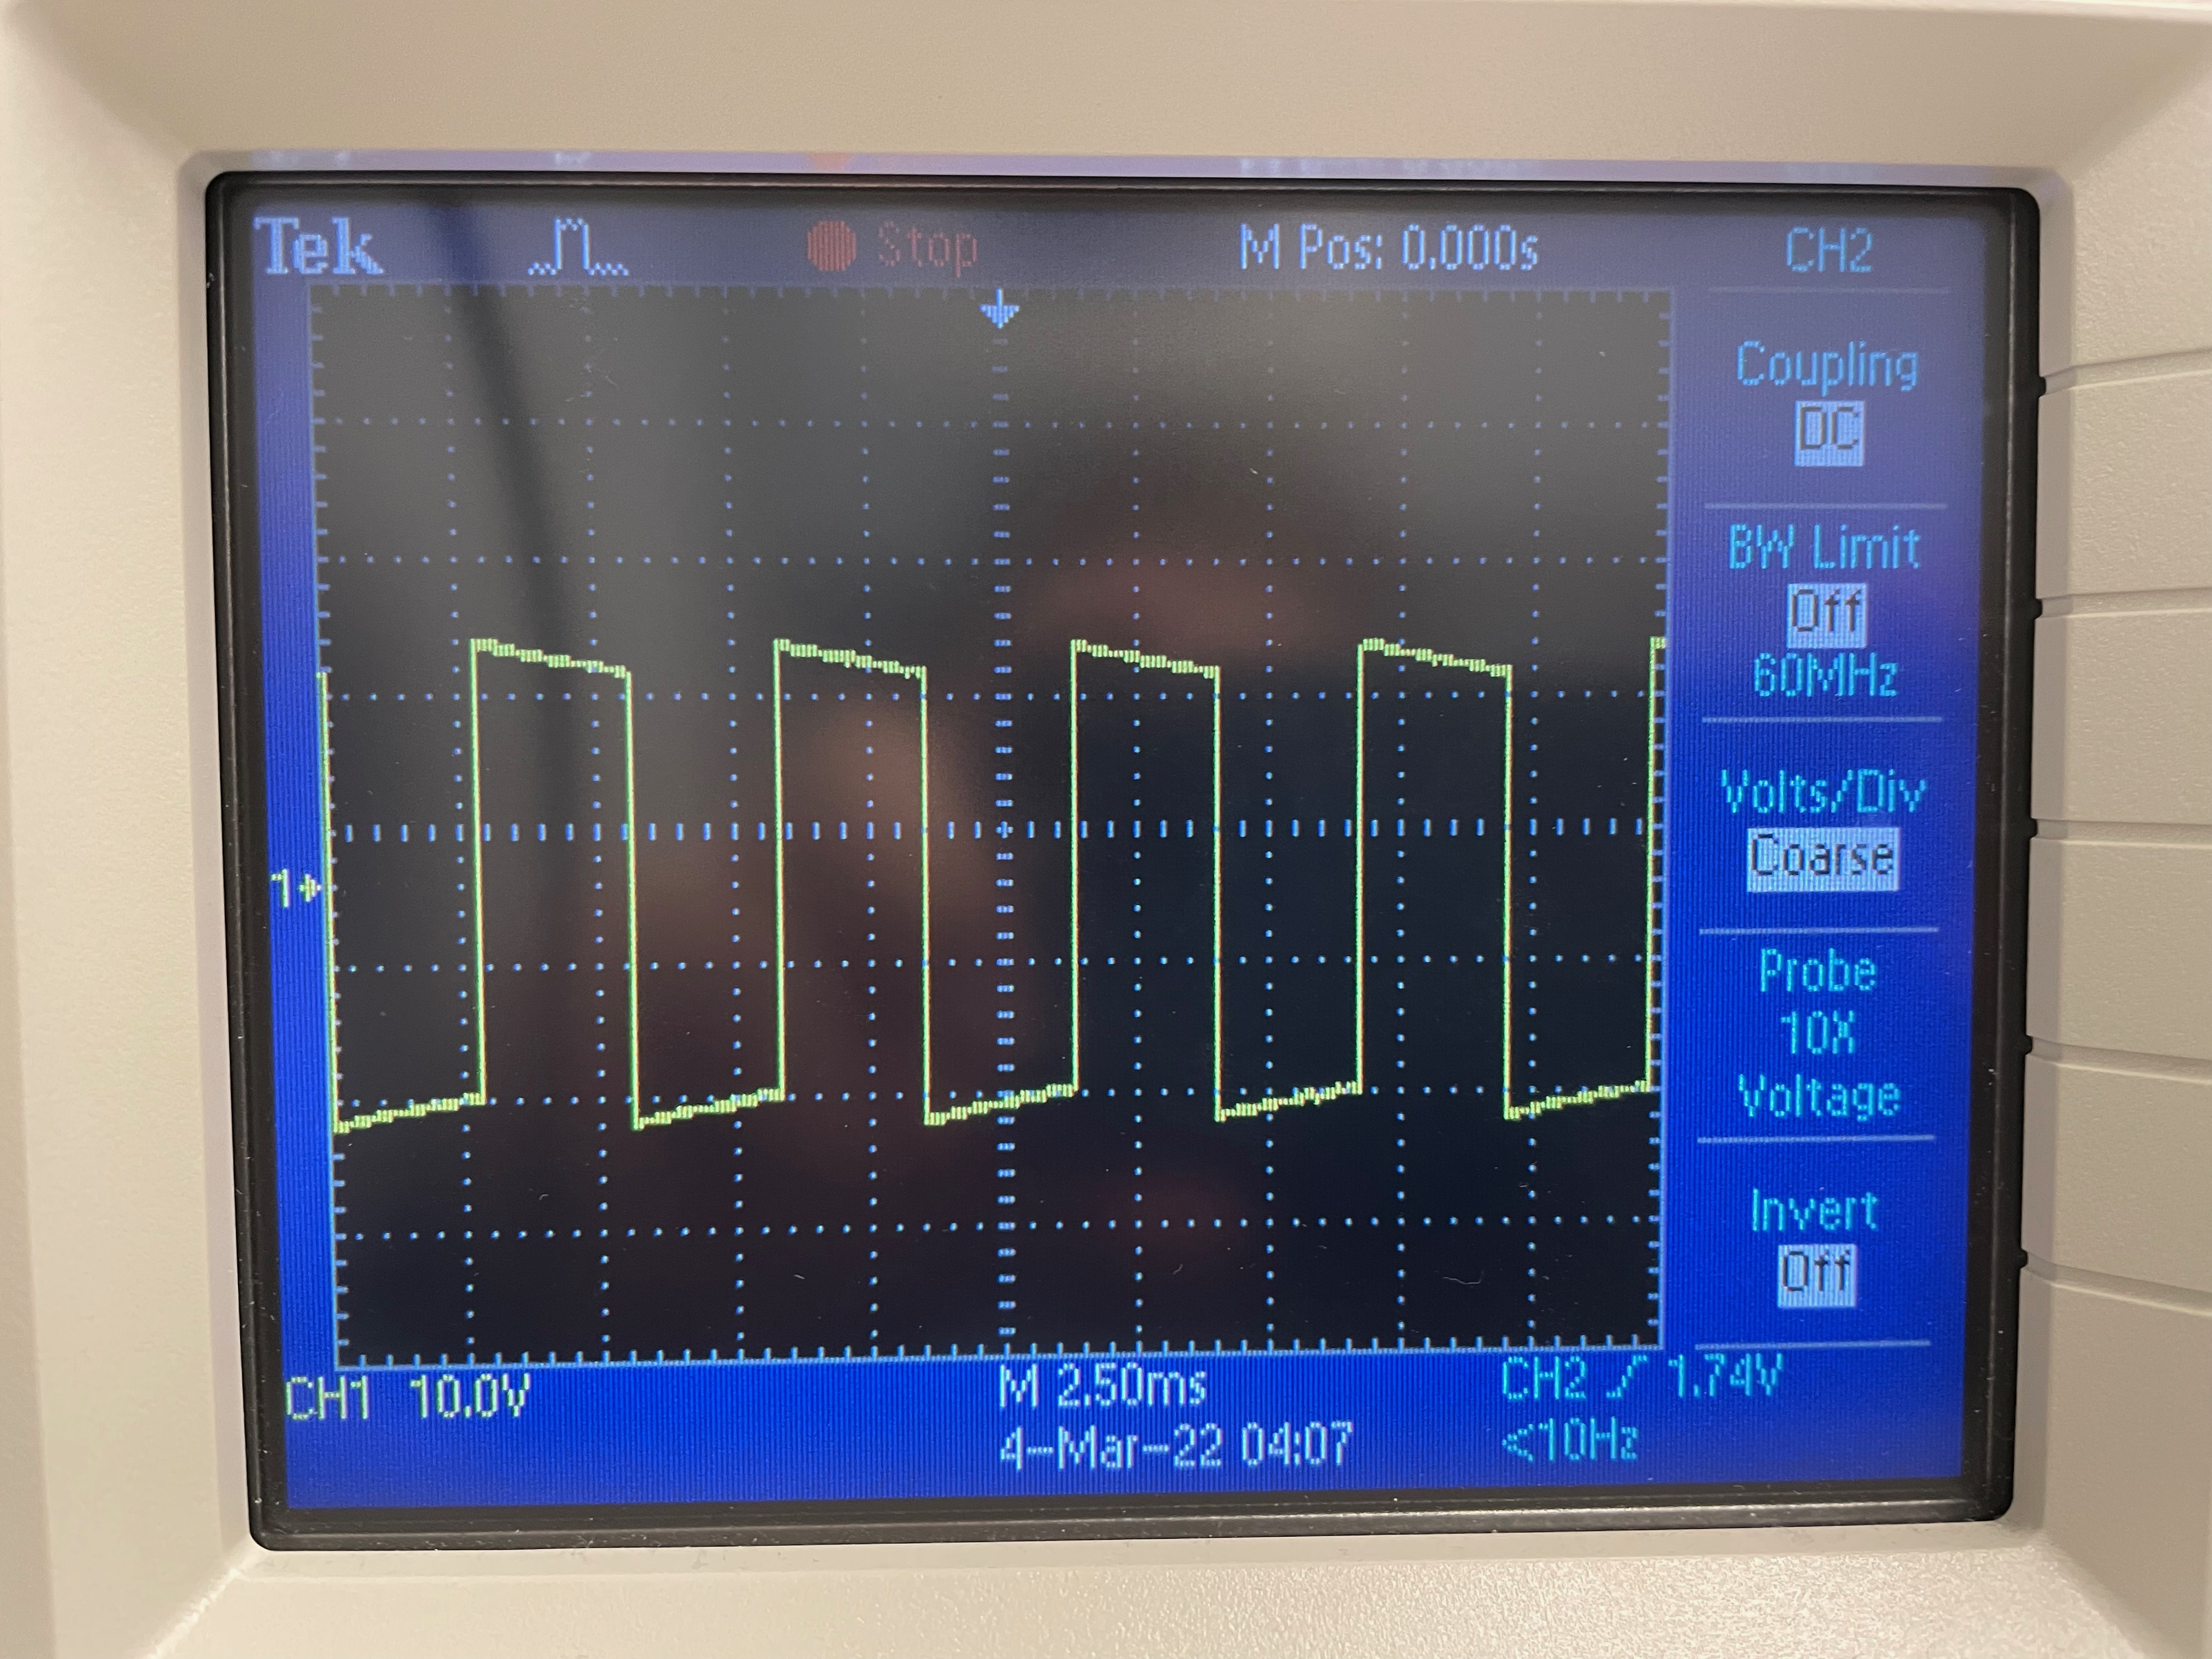 Tek Stop M Pos: 0.000s CH2
Coupling
DC
BW Limit
Off
60MHz
Volts/Div
Coarse
1
Probe
10X
Voltage
Invert
Off
CH1 10.0V M 2.50ms CH2 1.74V
4-Mar-22 04:07 <10Hz